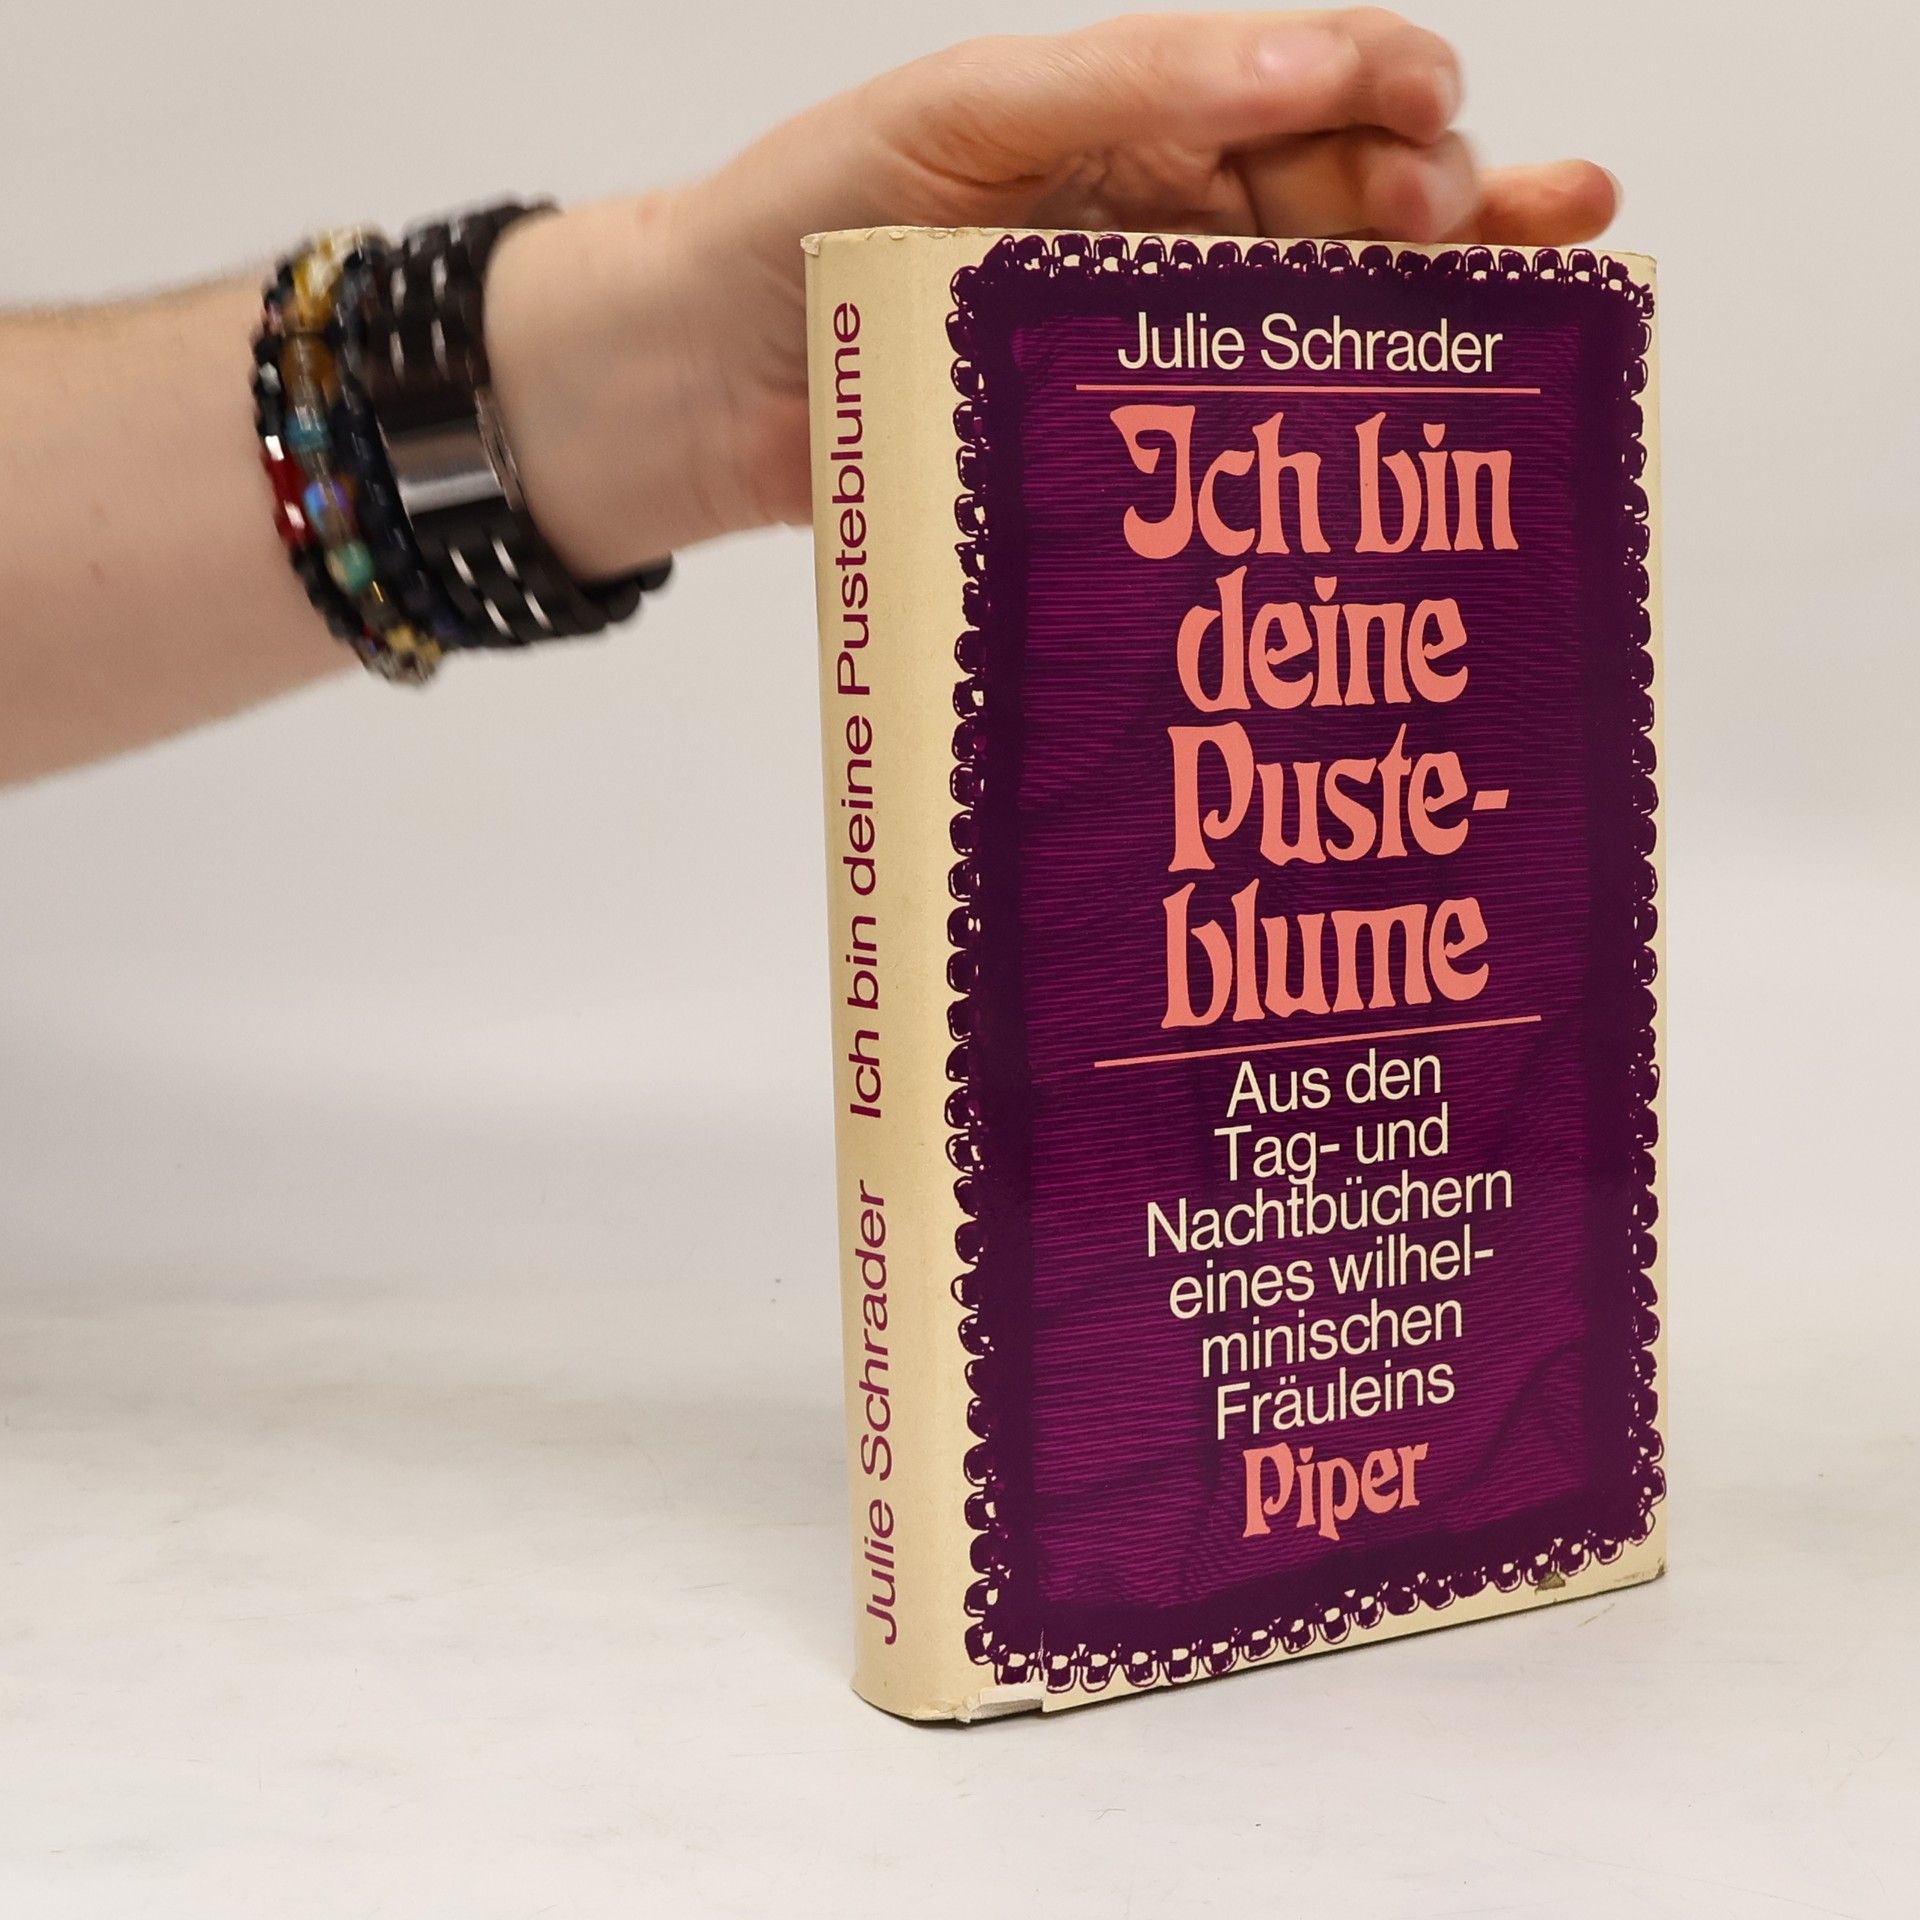 Julie Schrader Ich bin deine Pusteblume
Julie Schrader
Ich bin
deine
Puste-
blume
Aus den
Tag- und
Nachtbüchern
eines wilhel-
minischen
Fräuleins
Piper